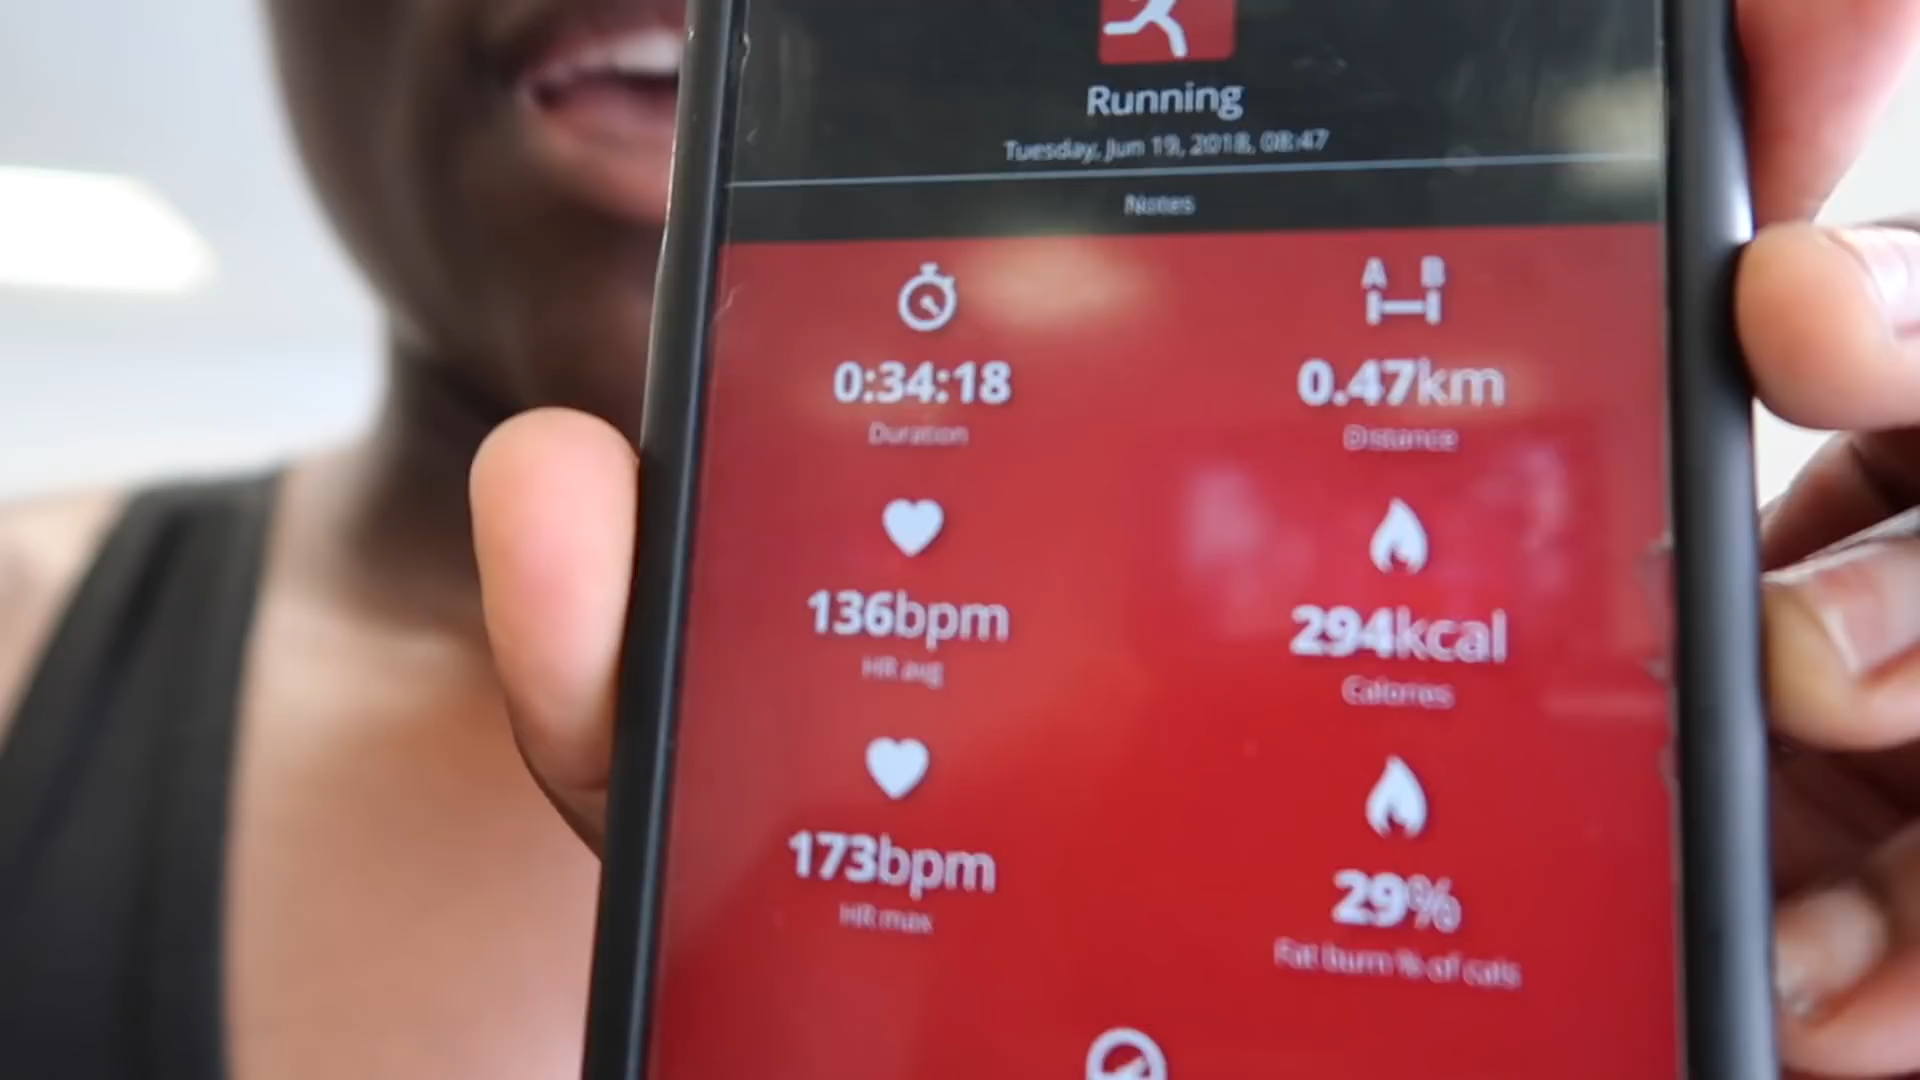 Running
Tuesday, Jun 19, 2018, 08:47
Notes
A B
0:34:18
Duration
0.47km
Distance
136bpm
HR avg
294kcal
Calories
173bpm
HR max
29%
Fat burn % of cals